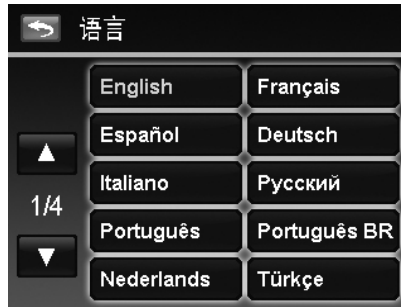 语言
English Français
Español Deutsch
Italiano Русский
1/4
Português Português BR
Nederlands Türkçe